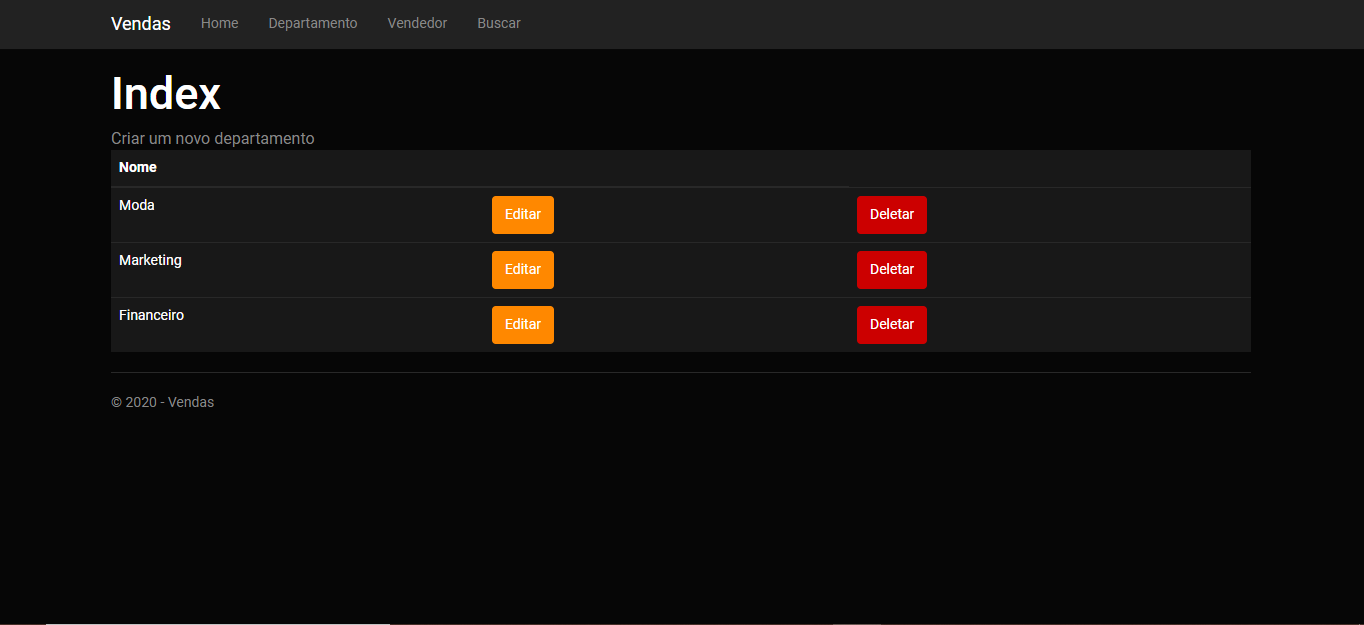 Vendas Home Departamento Vendedor Buscar
Index
Criar um novo departamento
Nome
Moda Editar Deletar
Marketing Editar Deletar
Financeiro Editar Deletar
© 2020 - Vendas